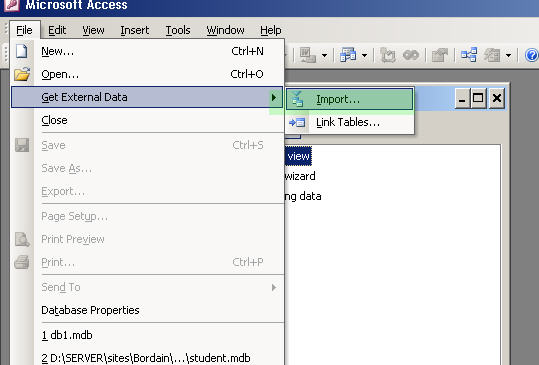 Microsoft Access
File Edit View Insert Tools Window Help
New... Ctrl+N
Open... Ctrl+O
Get External Data
Import...
Close
Link Tables...
Save Ctrl+S
view
Save As...
wizard
Export...
ng data
Page Setup...
Print Preview
Print... Ctrl+P
Send To
Database Properties
1 db1.mdb
2 D:\SERVER\sites\Bordain\...\student.mdb